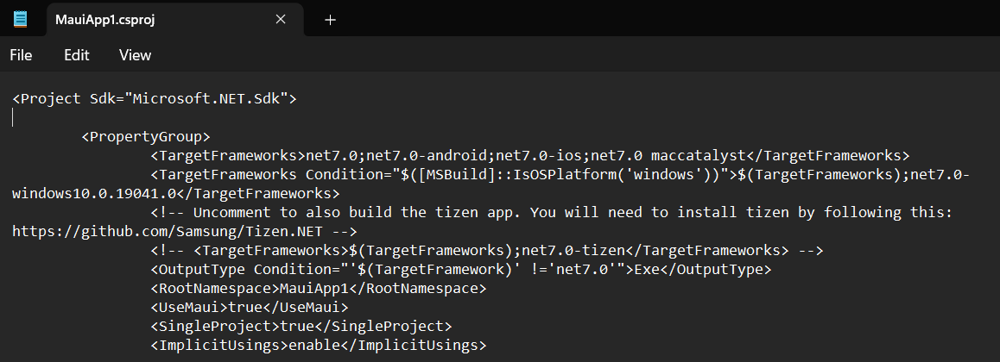 MauiApp1.csproj
File Edit View
<Project Sdk="Microsoft.NET.Sdk">
<PropertyGroup>
<TargetFrameworks>net7.0;net7.0-android;net7.0-ios;net7.0 maccatalyst</TargetFrameworks>
<TargetFrameworks Condition="$([MSBuild]::IsOSPlatform('windows'))">$(TargetFrameworks);net7.0-
windows10.0.19041.0</TargetFrameworks>
<!-- Uncomment to also build the tizen app. You will need to install tizen by following this:
https://github.com/Samsung/Tizen.NET -->
<!-- <TargetFrameworks>$(TargetFrameworks);net7.0-tizen</TargetFrameworks> -->
<OutputType Condition="'$(TargetFramework)' !='net7.0'">Exe</OutputType>
<RootNamespace>MauiApp1</RootNamespace>
<UseMaui>true</UseMaui>
<SingleProject>true</SingleProject>
<ImplicitUsings>enable</ImplicitUsings>